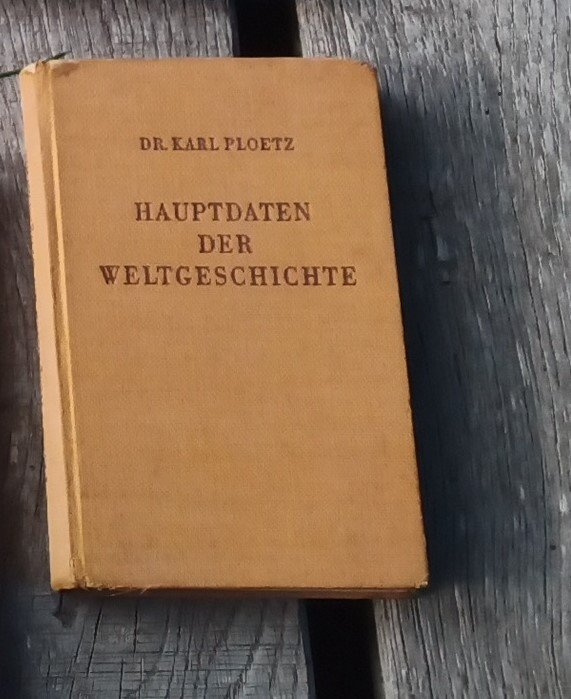 DR. KARL PLOETZ
HAUPTDATEN
DER
WELTGESCHICHTE